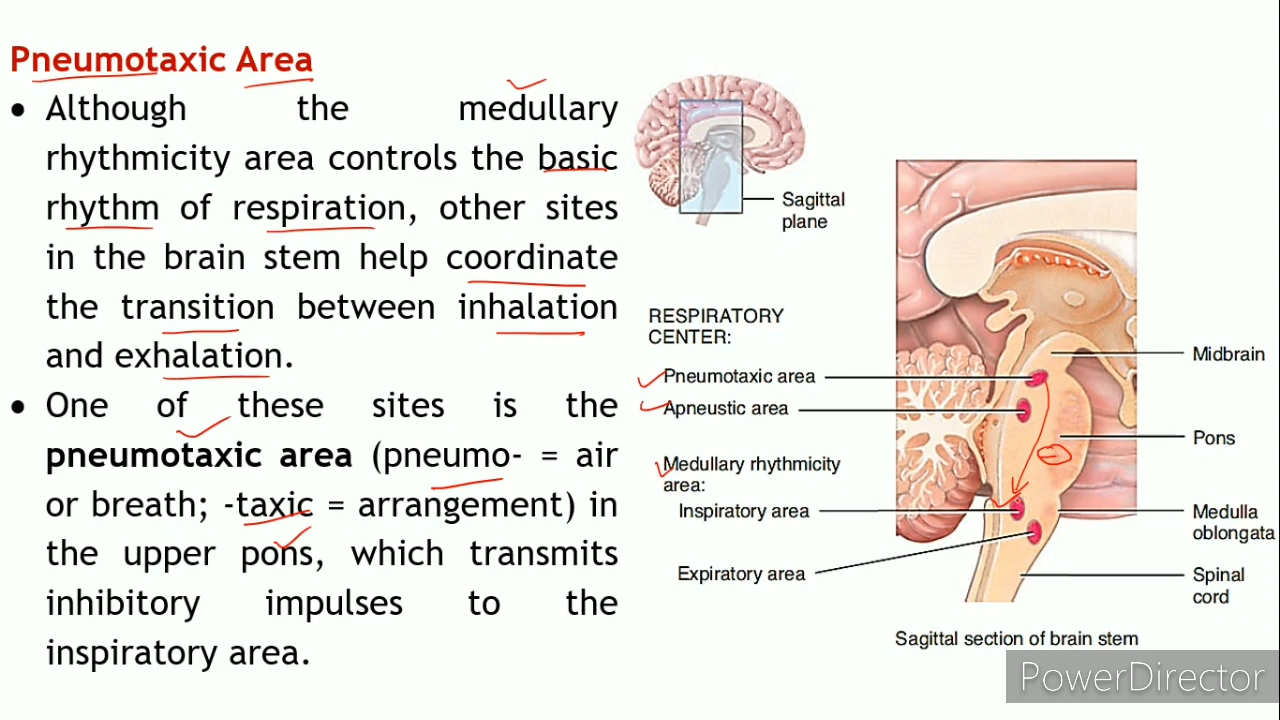 Pneumotaxic Area
• Although the medullary
rhythmicity area controls the basic
rhythm of respiration, other sites
in the brain stem help coordinate
the transition between inhalation
and exhalation.
• One of these sites is the
pneumotaxic area (pneumo- = air
or breath; -taxic = arrangement) in
the upper pons, which transmits
inhibitory impulses to the
inspiratory area.
Sagittal
plane
RESPIRATORY
CENTER:
Pneumotaxic area
Apneustic area
Medullary rhythmicity
area:
Inspiratory area
Expiratory area
Midbrain
Pons
Medulla
oblongata
Spinal
cord
Sagittal section of brain stem
PowerDirector